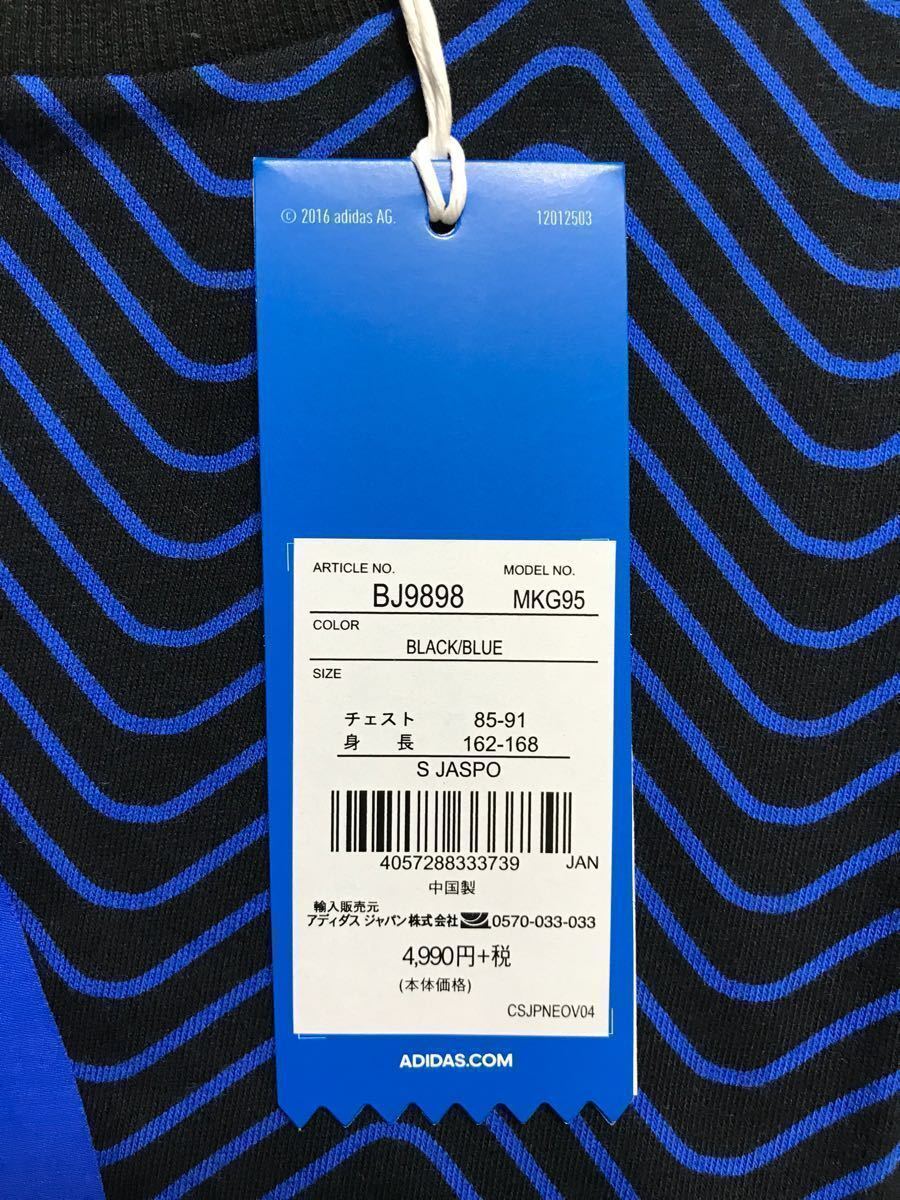 © 2016 adidas AG. 12012503
ARTICLE NO. MODEL NO.
BJ9898 MKG95
COLOR
BLACK/BLUE
SIZE
チェスト 85-91
身 長 162-168
S JASPO
4057288333739 JAN
中国製
輸入販売元
アディダス ジャパン株式会社 0570-033-033
4,990円+税
(本体価格)
CSJPNEOV04
ADIDAS.COM